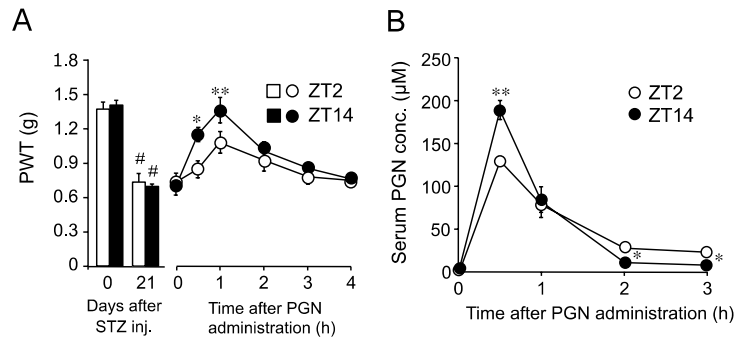 A
1.8
1.5
1.2
0.9
0.6
0.3
0
PWT (g)
# #
0 21
Days after
STZ inj.
* **
ZT2
ZT14
0 1 2 3 4
Time after PGN
administration (h)
B
250
200
150
100
50
0
Serum PGN conc. (μM)
**
ZT2
ZT14
* *
0 1 2 3
Time after PGN administration (h)